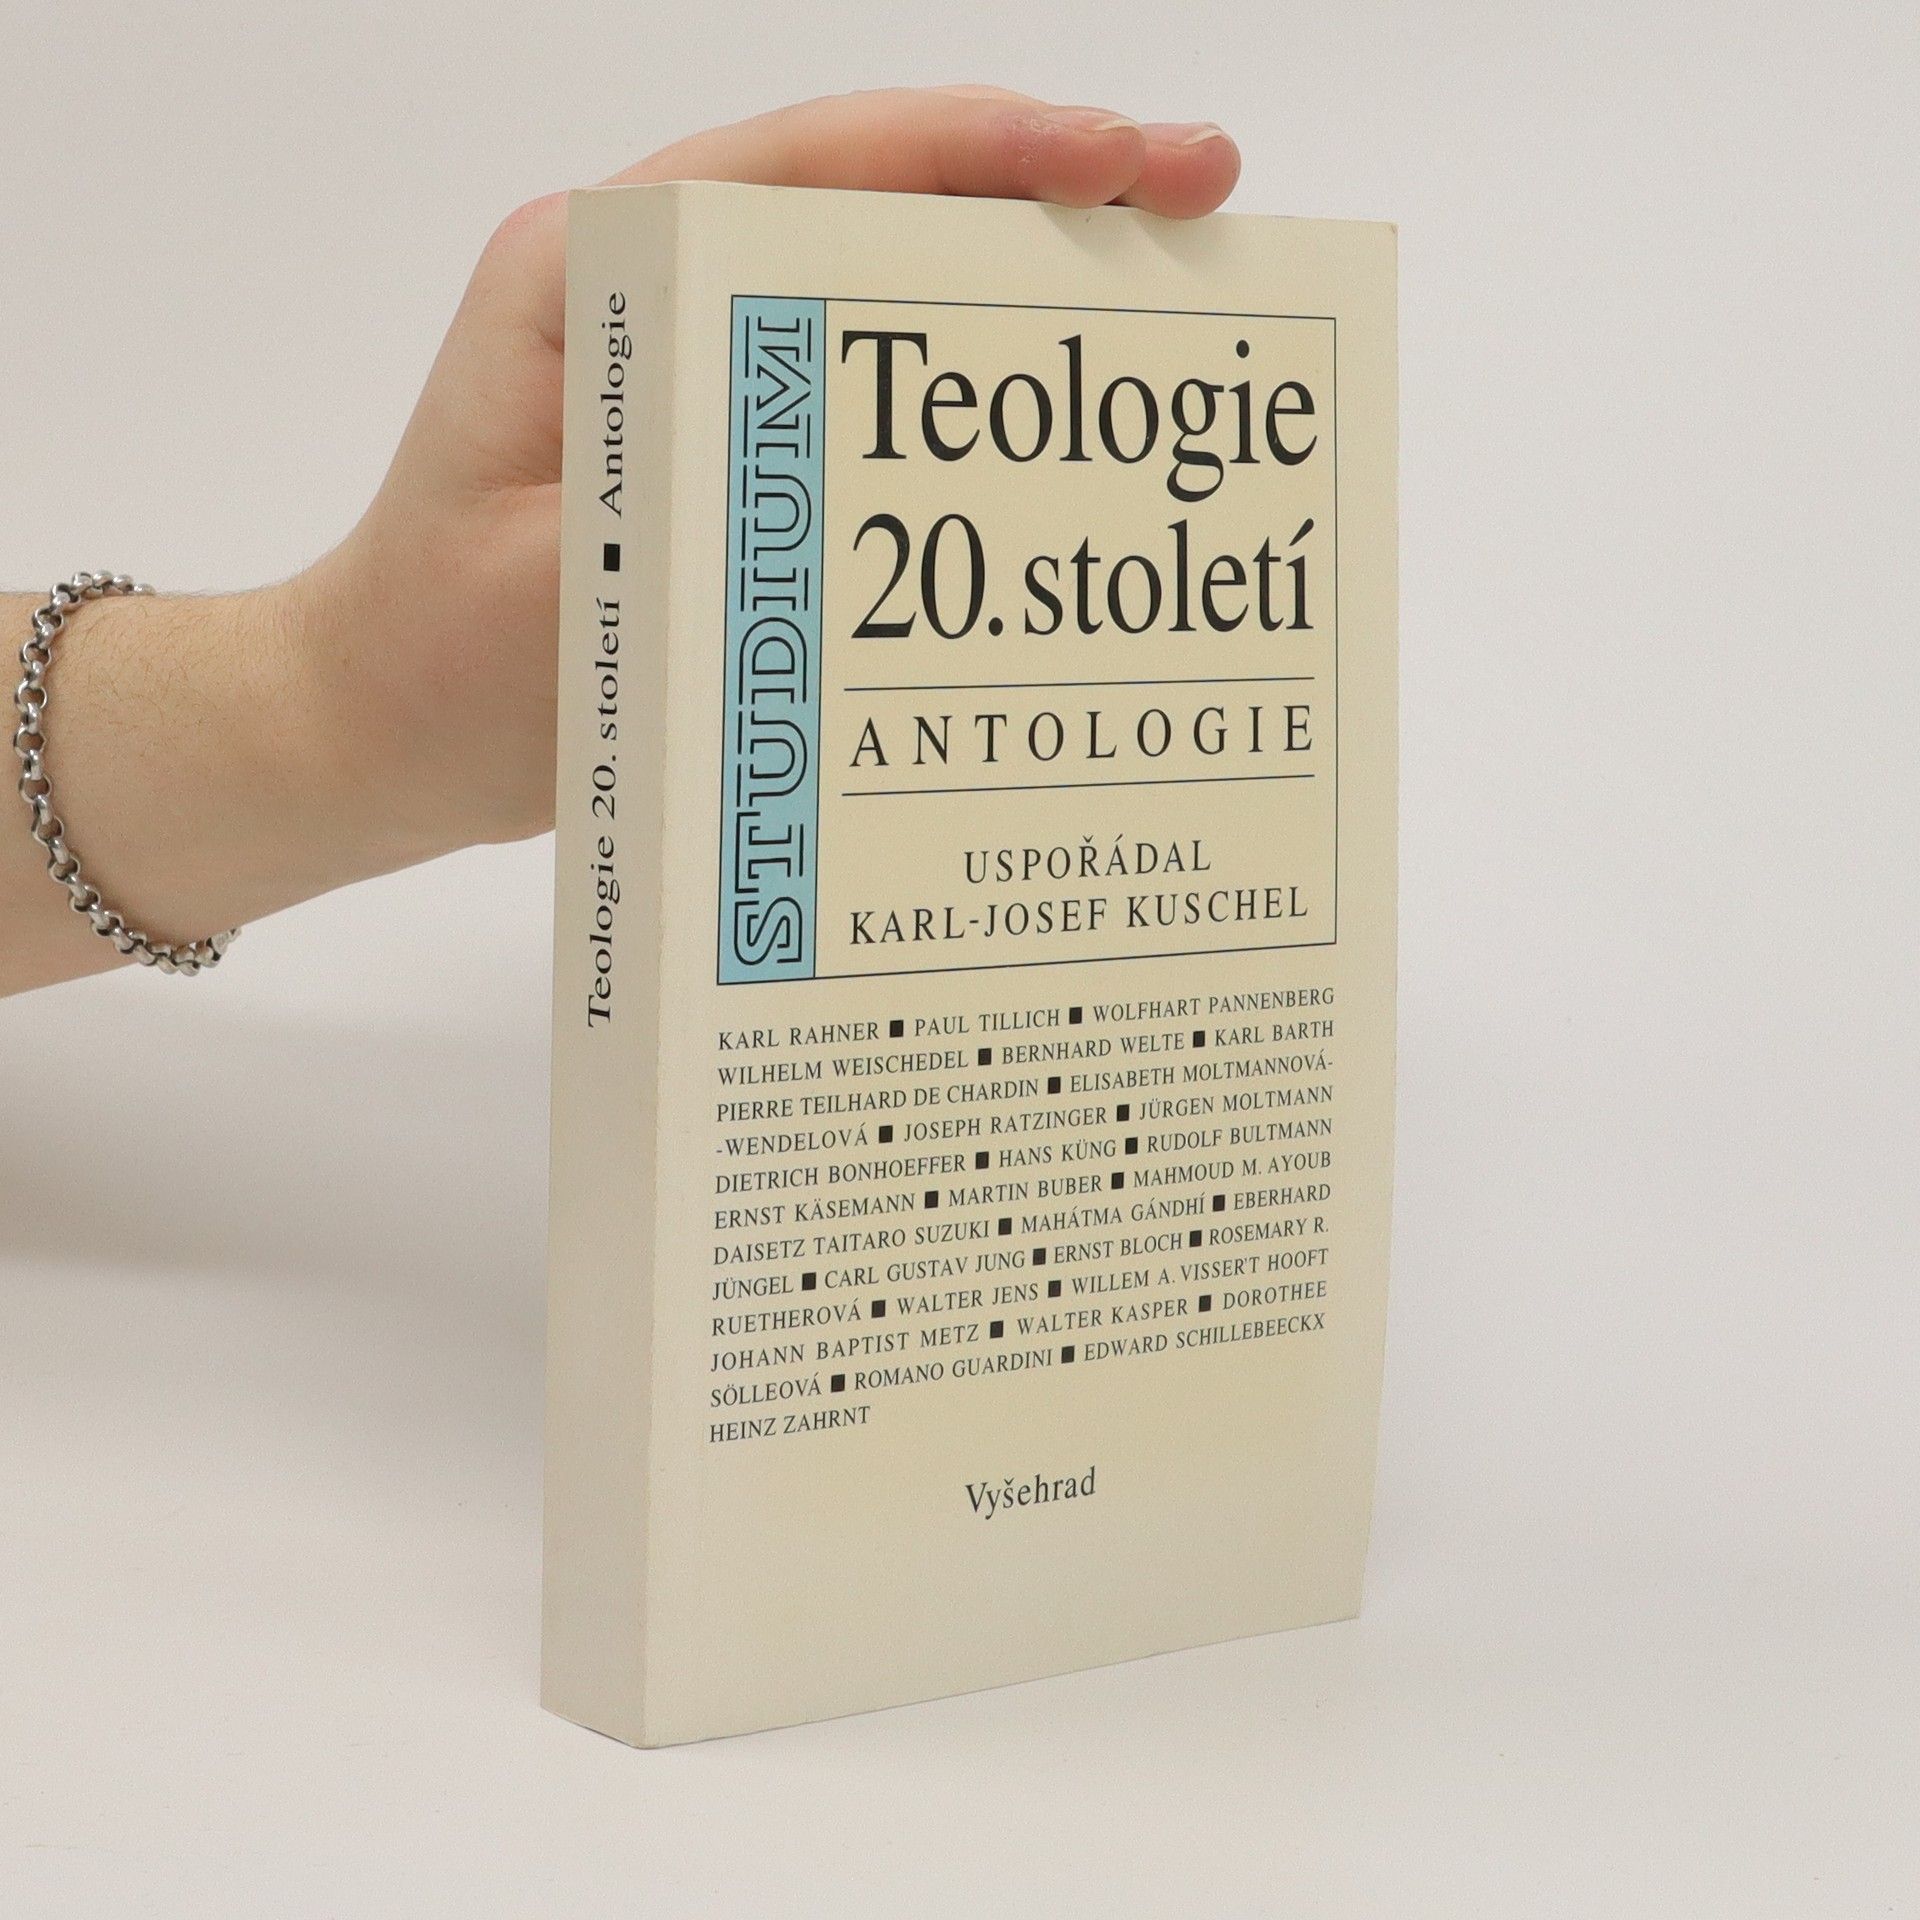 Teologie 20. století ■ Antologie
STUDIUM
Teologie
20. století
ANTOLOGIE
USPOŘÁDAL
KARL-JOSEF KUSCHEL
KARL RAHNER ■ PAUL TILLICH ■ WOLFHART PANNENBERG
WILHELM WEISCHEDEL ■ BERNHARD WELTE ■ KARL BARTH
PIERRE TEILHARD DE CHARDIN ■ ELISABETH MOLTMANNOVÁ-
-WENDELOVÁ ■ JOSEPH RATZINGER ■ JÜRGEN MOLTMANN
DIETRICH BONHOEFFER ■ HANS KÜNG ■ RUDOLF BULTMANN
ERNST KÄSEMANN ■ MARTIN BUBER ■ MAHMOUD M. AYOUB
DAISETZ TAITARO SUZUKI ■ MAHÁTMA GÁNDHÍ ■ EBERHARD
JÜNGEL ■ CARL GUSTAV JUNG ■ ERNST BLOCH ■ ROSEMARY R.
RUETHEROVÁ ■ WALTER JENS ■ WILLEM A. VISSER'T HOOFT
JOHANN BAPTIST METZ ■ WALTER KASPER ■ DOROTHEE
SÖLLEOVÁ ■ ROMANO GUARDINI ■ EDWARD SCHILLEBEECKX
HEINZ ZAHRNT
Vyšehrad